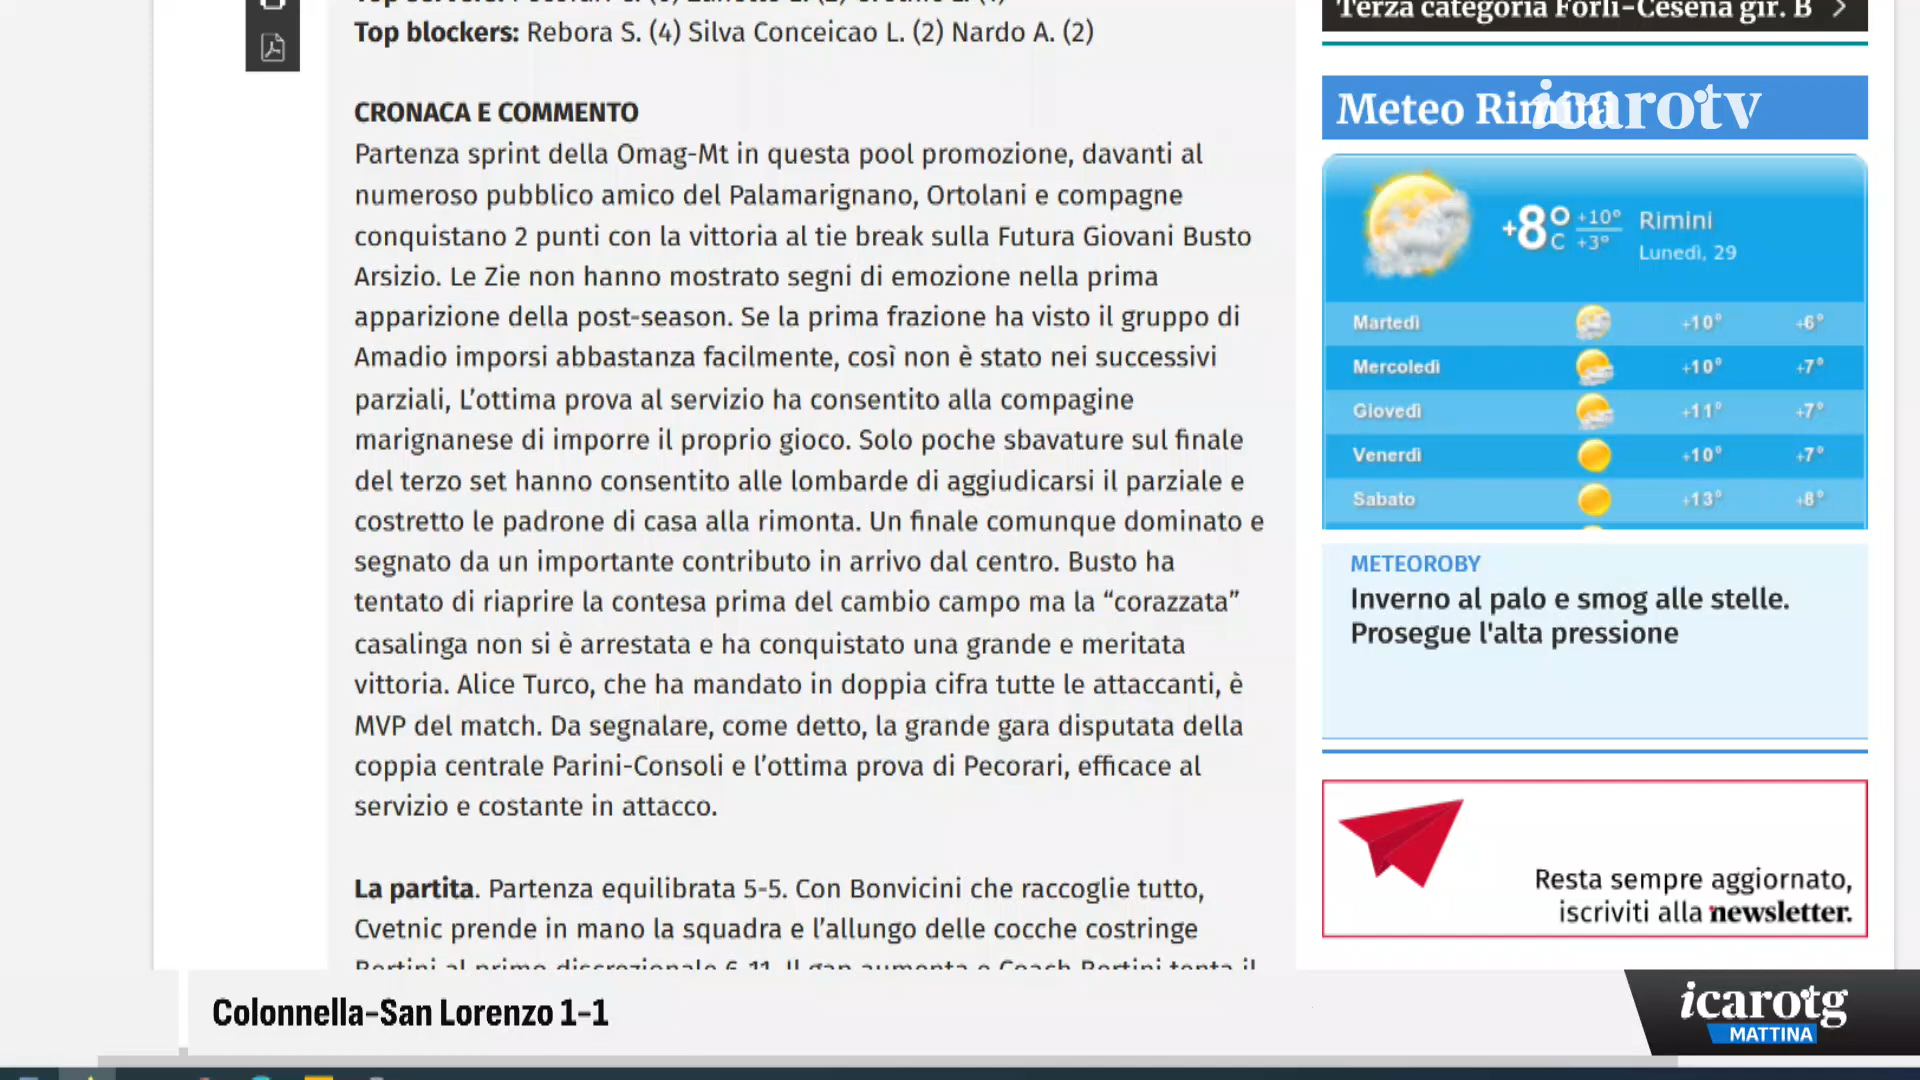 Top blockers: Rebora S. (4) Silva Conceicao L. (2) Nardo A. (2)
CRONACA E COMMENTO
Partenza sprint della Omag-Mt in questa pool promozione, davanti al
numeroso pubblico amico del Palamarignano, Ortolani e compagne
conquistano 2 punti con la vittoria al tie break sulla Futura Giovani Busto
Arsizio. Le Zie non hanno mostrato segni di emozione nella prima
apparizione della post-season. Se la prima frazione ha visto il gruppo di
Amadio imporsi abbastanza facilmente, così non è stato nei successivi
parziali, L’ottima prova al servizio ha consentito alla compagine
marignanese di imporre il proprio gioco. Solo poche sbavature sul finale
del terzo set hanno consentito alle lombarde di aggiudicarsi il parziale e
costretto le padrone di casa alla rimonta. Un finale comunque dominato e
segnato da un importante contributo in arrivo dal centro. Busto ha
tentato di riaprire la contesa prima del cambio campo ma la “corazzata”
casalinga non si è arrestata e ha conquistato una grande e meritata
vittoria. Alice Turco, che ha mandato in doppia cifra tutte le attaccanti, è
MVP del match. Da segnalare, come detto, la grande gara disputata della
coppia centrale Parini-Consoli e l’ottima prova di Pecorari, efficace al
servizio e costante in attacco.
La partita. Partenza equilibrata 5-5. Con Bonvicini che raccoglie tutto,
Cvetnic prende in mano la squadra e l’allungo delle cocche costringe
Bertini al primo discrezionale 6-11. Il gap aumenta e Coach Bertini tenta il
Terza categoria Forlì-Cesena gir. B
Meteo Rimini
icarotv
+8°C +10° +3° Rimini
Lunedì, 29
Martedì +10° +6°
Mercoledì +10° +7°
Giovedì +11° +7°
Venerdì +10° +7°
Sabato +13° +8°
METEOROBY
Inverno al palo e smog alle stelle.
Prosegue l'alta pressione
Resta sempre aggiornato,
iscriviti alla newsletter.
Colonnella-San Lorenzo 1-1
icarotg
MATTINA